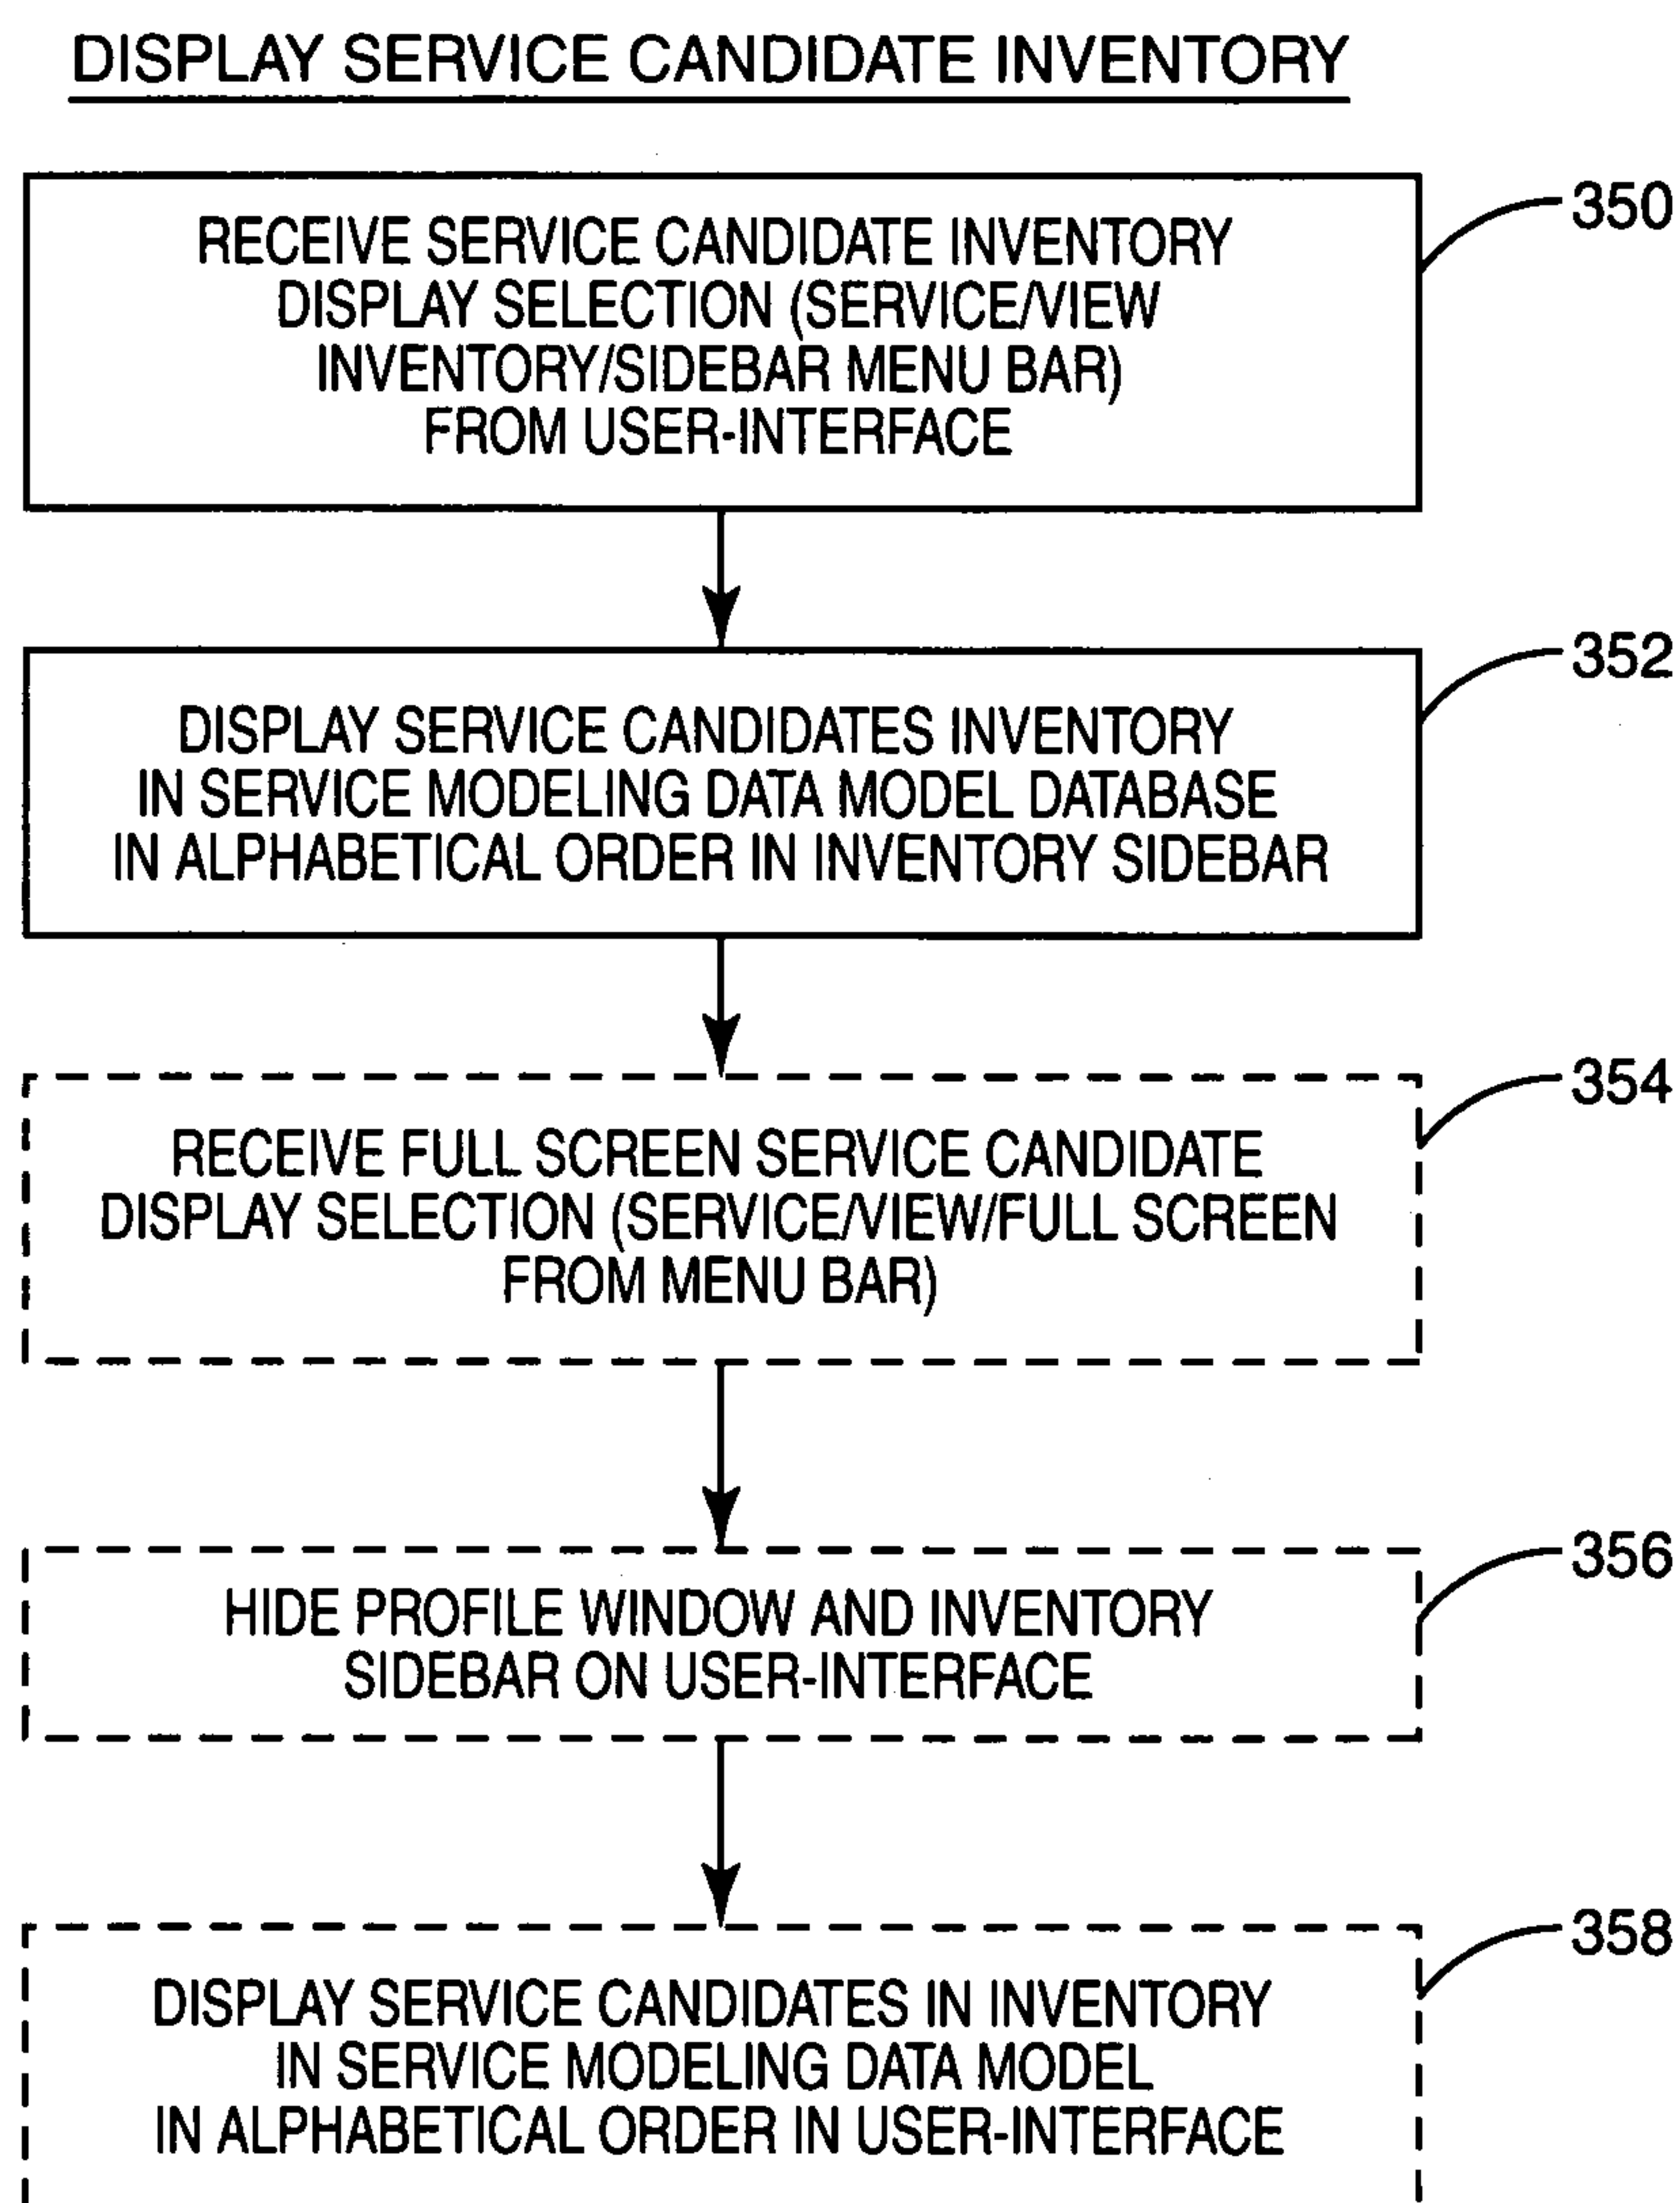 DISPLAY SERVICE CANDIDATE INVENTORY
350
RECEIVE SERVICE CANDIDATE INVENTORY
DISPLAY SELECTION (SERVICE/VIEW
INVENTORY/SIDEBAR MENU BAR)
FROM USER-INTERFACE
352
DISPLAY SERVICE CANDIDATES INVENTORY
IN SERVICE MODELING DATA MODEL DATABASE
IN ALPHABETICAL ORDER IN INVENTORY SIDEBAR
354
RECEIVE FULL SCREEN SERVICE CANDIDATE
DISPLAY SELECTION (SERVICE/VIEW/FULL SCREEN
FROM MENU BAR)
356
HIDE PROFILE WINDOW AND INVENTORY
SIDEBAR ON USER-INTERFACE
358
DISPLAY SERVICE CANDIDATES IN INVENTORY
IN SERVICE MODELING DATA MODEL
IN ALPHABETICAL ORDER IN USER-INTERFACE